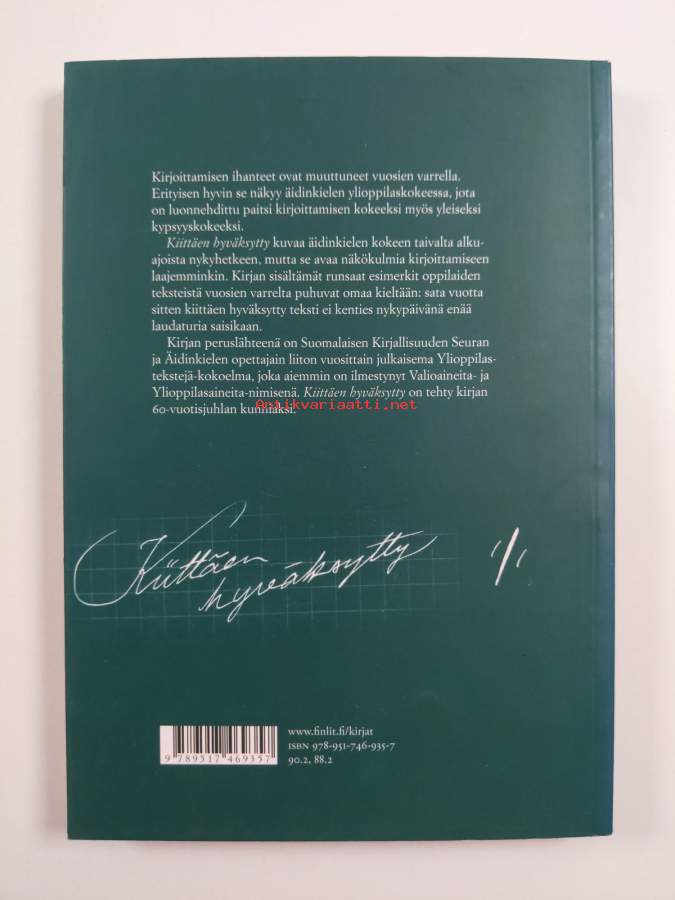 Kirjoittamisen ihanteet ovat muuttuneet vuosien varrella.
Erityisen hyvin se näkyy äidinkielen ylioppilaskokeessa, jota
on luonnehdittu paitsi kirjoittamisen kokeeksi myös yleiseksi
kypsyyskokeeksi.
Kiittäen hyväksytty kuvaa äidinkielen kokeen taivalta alku-
ajoista nykyhetkeen, mutta se avaa näkökulmia kirjoittamiseen
laajemminkin. Kirjan sisältämät runsaat esimerkit oppilaiden
teksteistä vuosien varrelta puhuvat omaa kieltään: sata vuotta
sitten kiittäen hyväksytty teksti ei kenties nykypäivänä enää
laudaturia saisikaan.
Kirjan peruslähteenä on Suomalaisen Kirjallisuuden Seuran
ja Äidinkielen opettajain liiton vuosittain julkaisema Ylioppilas-
tekstejä-kokoelma, joka aiemmin on ilmestynyt Valioaineita- ja
Ylioppilasaineita-nimisenä. Kiittäen hyväksytty on tehty kirjan
60-vuotisjuhlan kunniaksi.
Antikvariaatti.net
Kiittäen
hyväksytty
www.finlit.fi/kirjat
ISBN 978-951-746-935-7
90.2, 88.2
9 789517 469357